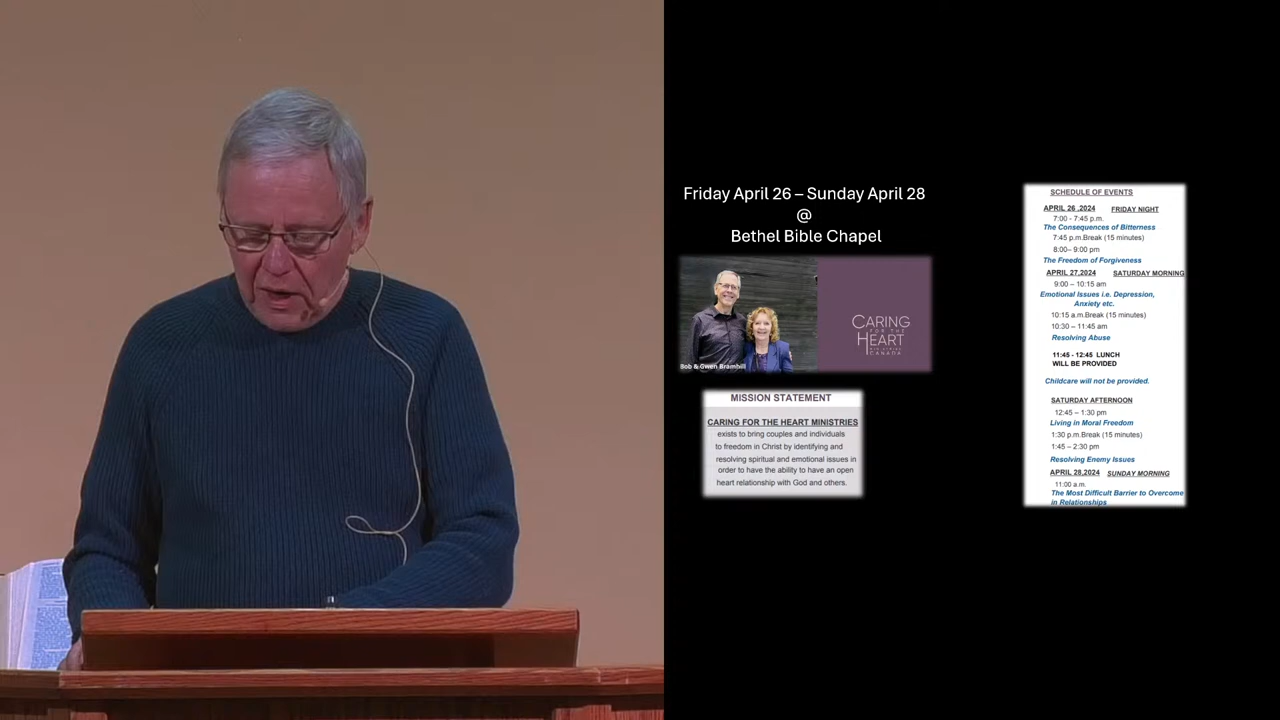 Friday April 26 – Sunday April 28
@
Bethel Bible Chapel
Bob & Gwen Bramhill
CARING
FOR THE
HEART
MINISTRIES
CANADA
MISSION STATEMENT
CARING FOR THE HEART MINISTRIES
exists to bring couples and individuals
to freedom in Christ by identifying and
resolving spiritual and emotional issues in
order to have the ability to have an open
heart relationship with God and others.
SCHEDULE OF EVENTS
APRIL 26 ,2024 FRIDAY NIGHT
7:00 - 7:45 p.m.
The Consequences of Bitterness
7:45 p.m.Break (15 minutes)
8:00– 9:00 pm
The Freedom of Forgiveness
APRIL 27,2024 SATURDAY MORNING
9:00 – 10:15 am
Emotional Issues i.e. Depression,
Anxiety etc.
10:15 a.m.Break (15 minutes)
10:30 – 11:45 am
Resolving Abuse
11:45 - 12:45 LUNCH
WILL BE PROVIDED
Childcare will not be provided.
SATURDAY AFTERNOON
12:45 – 1:30 pm
Living in Moral Freedom
1:30 p.m.Break (15 minutes)
1:45 – 2:30 pm
Resolving Enemy Issues
APRIL 28,2024 SUNDAY MORNING
11:00 a.m.
The Most Difficult Barrier to Overcome
in Relationships